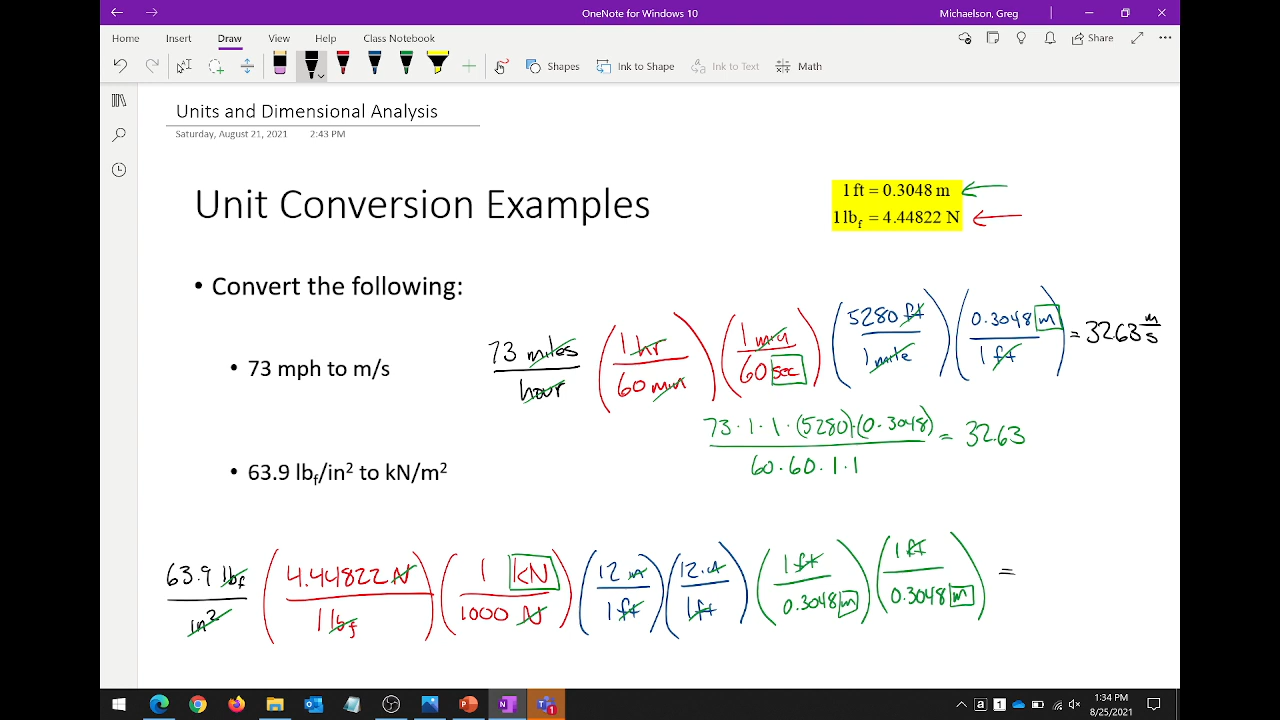 OneNote for Windows 10
Michaelson, Greg
Home Insert Draw View Help Class Notebook
Share
Shapes Ink to Shape Ink to Text Math
Units and Dimensional Analysis
Saturday, August 21, 2021 2:43 PM
Unit Conversion Examples
1 ft = 0.3048 m
1 lbf = 4.44822 N
• Convert the following:
• 73 mph to m/s
73 miles/hour (1 hr/60 min) (1 min/60 sec) (5280 ft/1 mile) (0.3048 m/1 ft) = 32.63 m/s
73 · 1 · 1 · (5280) · (0.3048)/60 · 60 · 1 · 1 = 32.63
• 63.9 lbf/in² to kN/m²
63.9 lbf/in² (4.44822 N/1 lbf) (1 kN/1000 N) (12 in/1 ft) (12 in/1 ft) (1 ft/0.3048 m) (1 ft/0.3048 m) =
1:34 PM
8/25/2021